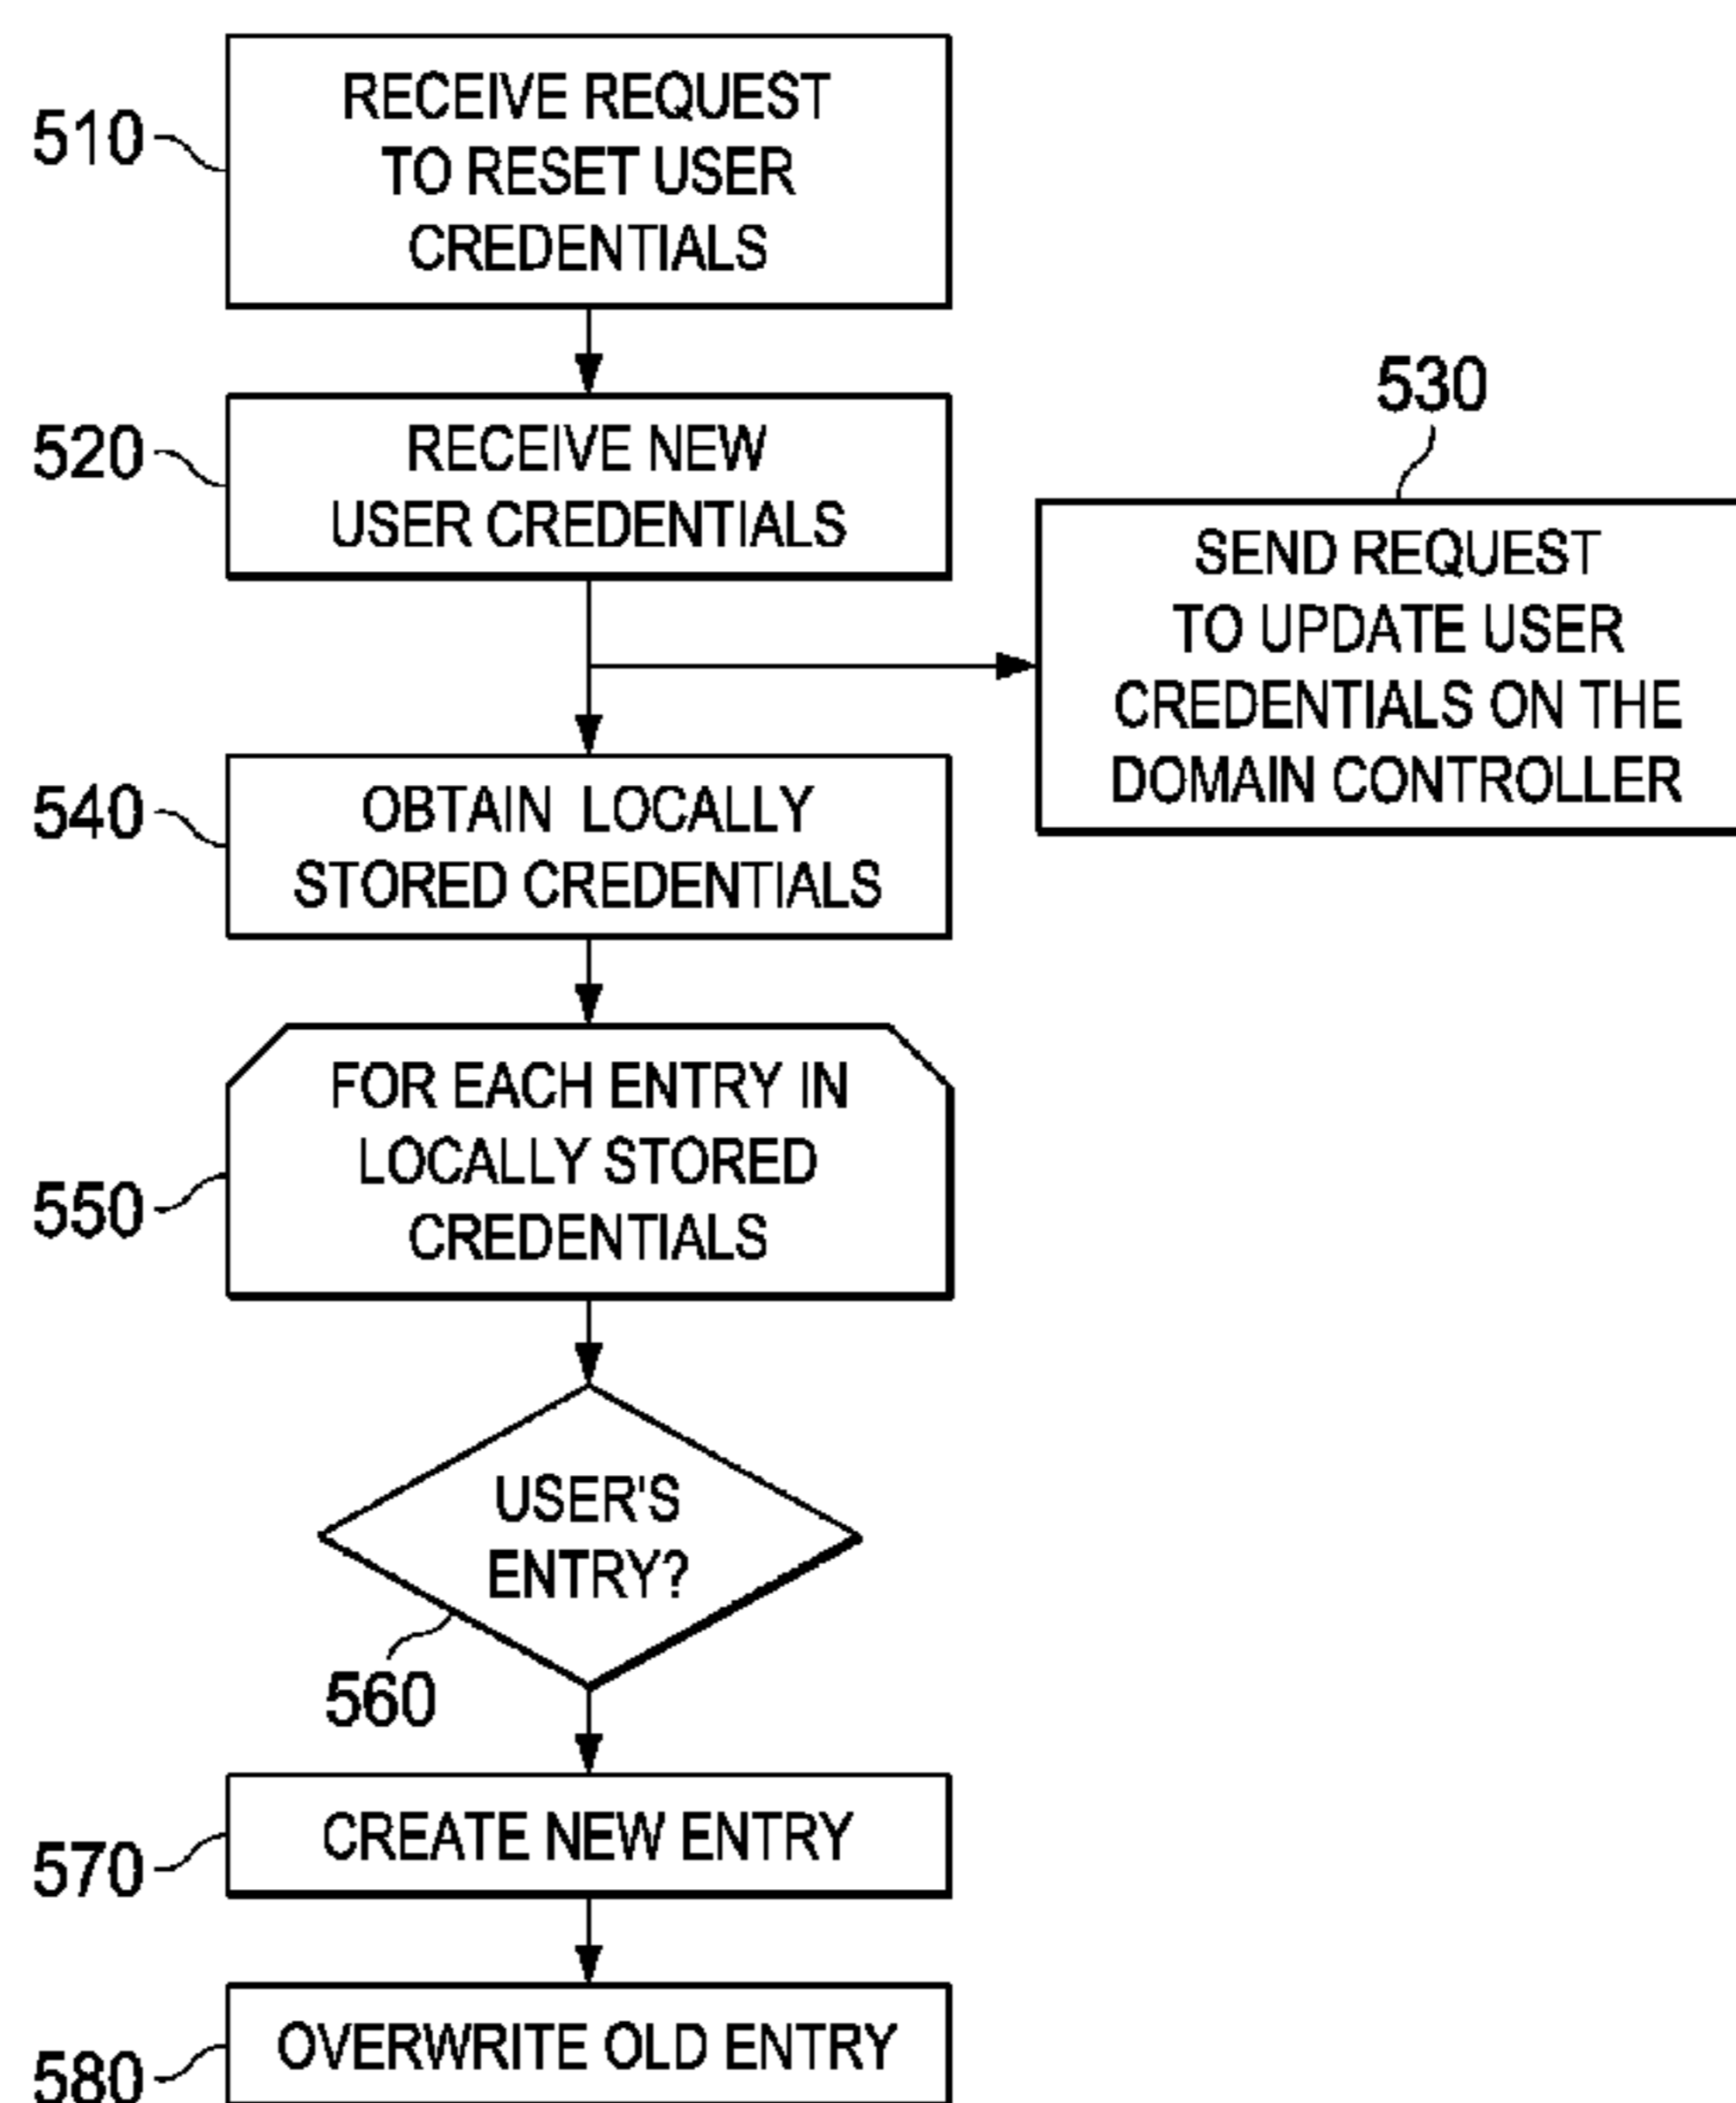 510
RECEIVE REQUEST
TO RESET USER
CREDENTIALS
520
RECEIVE NEW
USER CREDENTIALS
530
SEND REQUEST
TO UPDATE USER
CREDENTIALS ON THE
DOMAIN CONTROLLER
540
OBTAIN LOCALLY
STORED CREDENTIALS
550
FOR EACH ENTRY IN
LOCALLY STORED
CREDENTIALS
USER'S
ENTRY?
560
570
CREATE NEW ENTRY
580
OVERWRITE OLD ENTRY